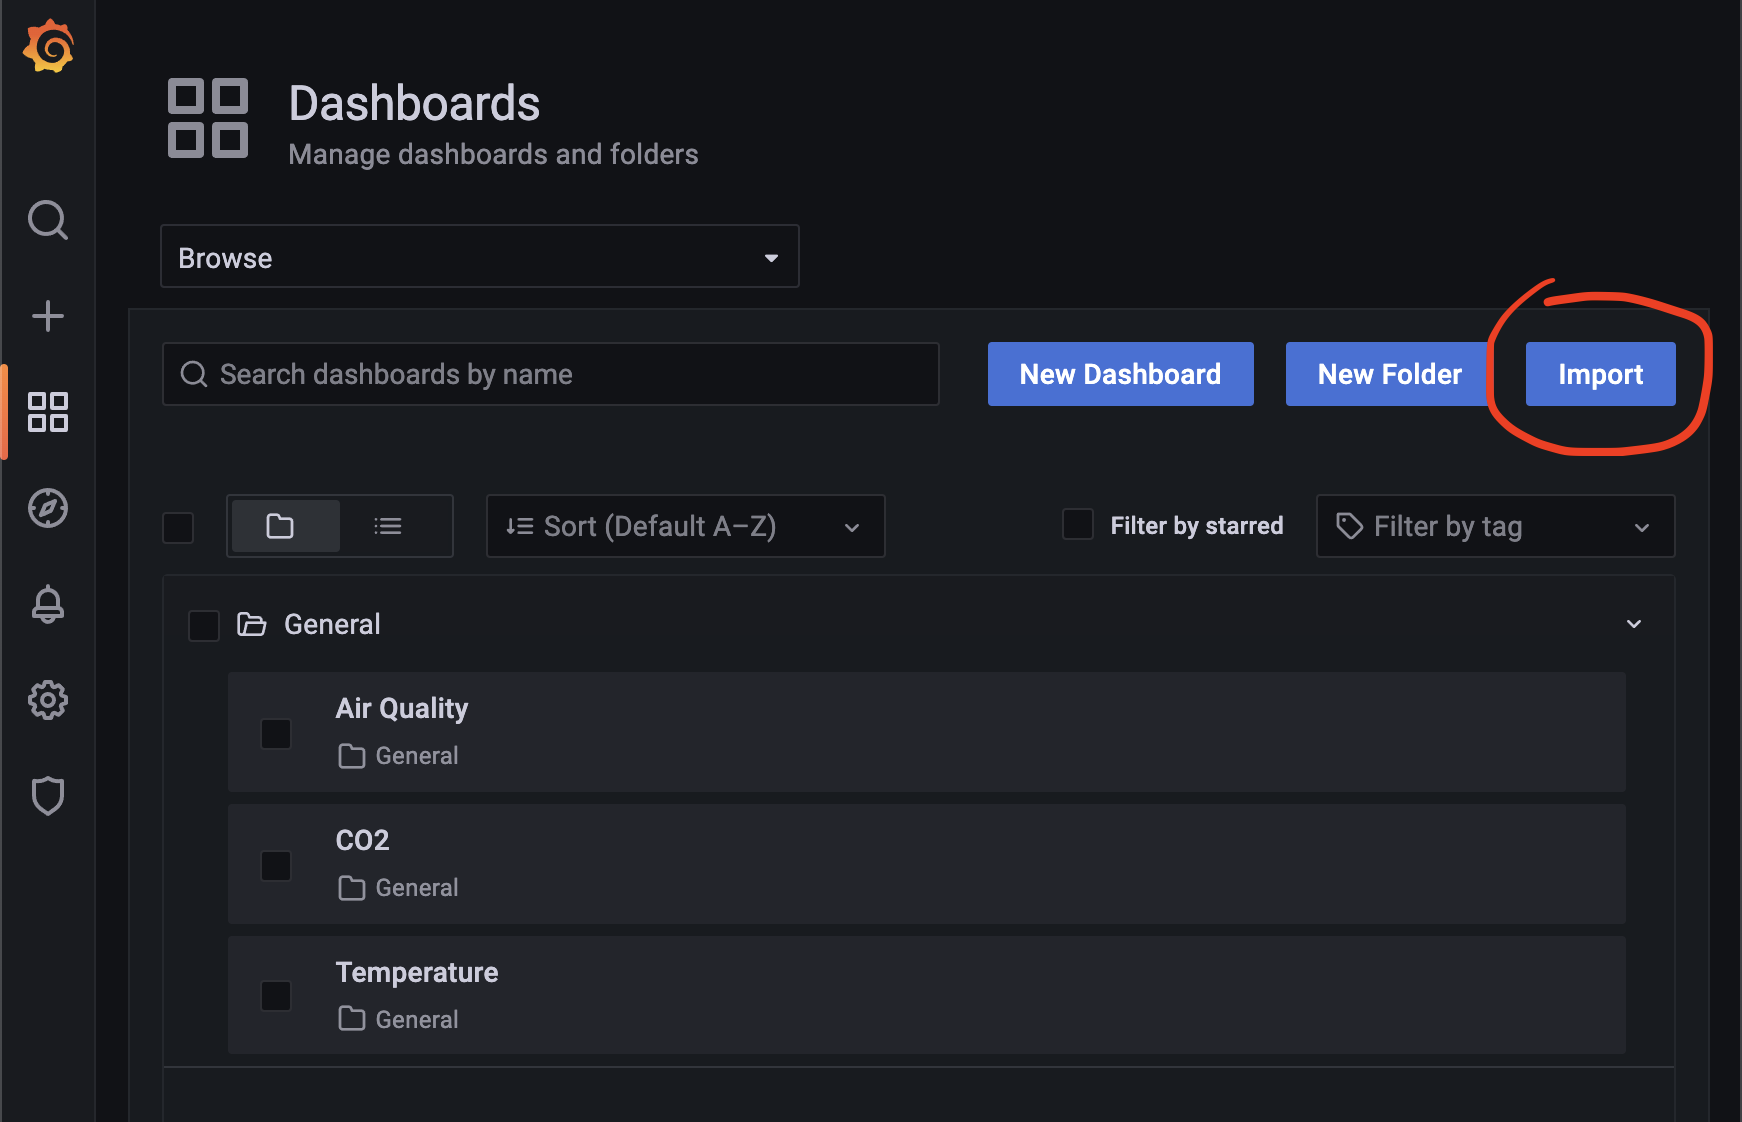 Dashboards
Manage dashboards and folders
Browse
Search dashboards by name
New Dashboard
New Folder
Import
Sort (Default A–Z)
Filter by starred
Filter by tag
General
Air Quality
General
CO2
General
Temperature
General